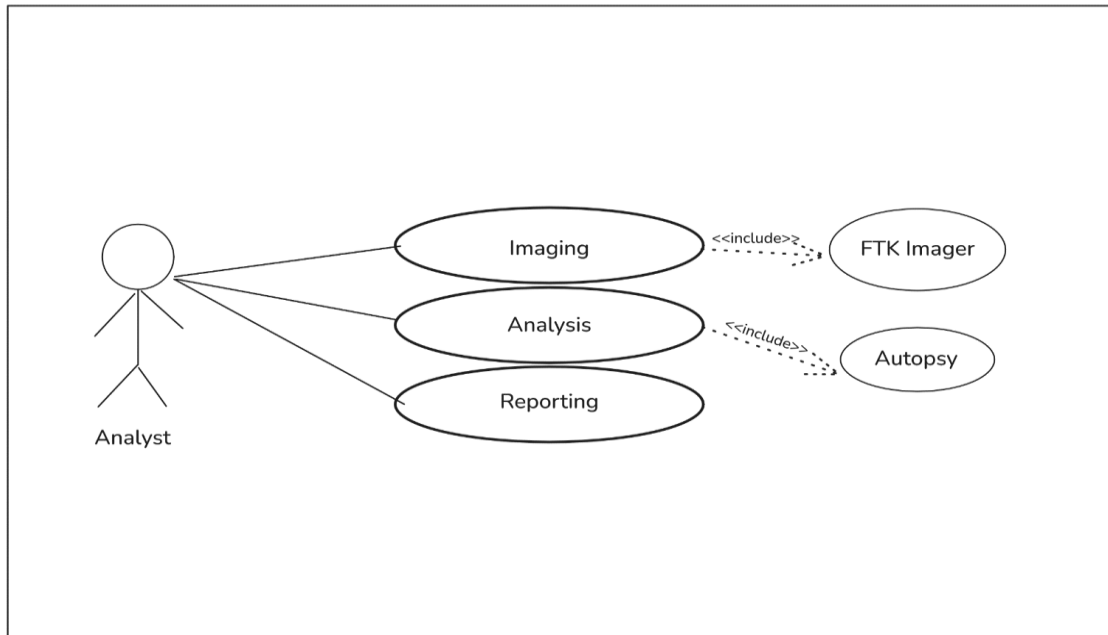 Imaging
<<include>>
FTK Imager
Analysis
<<include>>
Autopsy
Reporting
Analyst